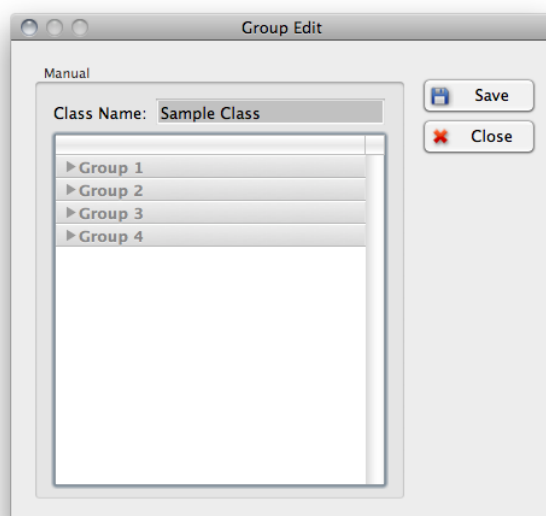 Group Edit
Manual
Class Name: Sample Class
Group 1
Group 2
Group 3
Group 4
Save
Close